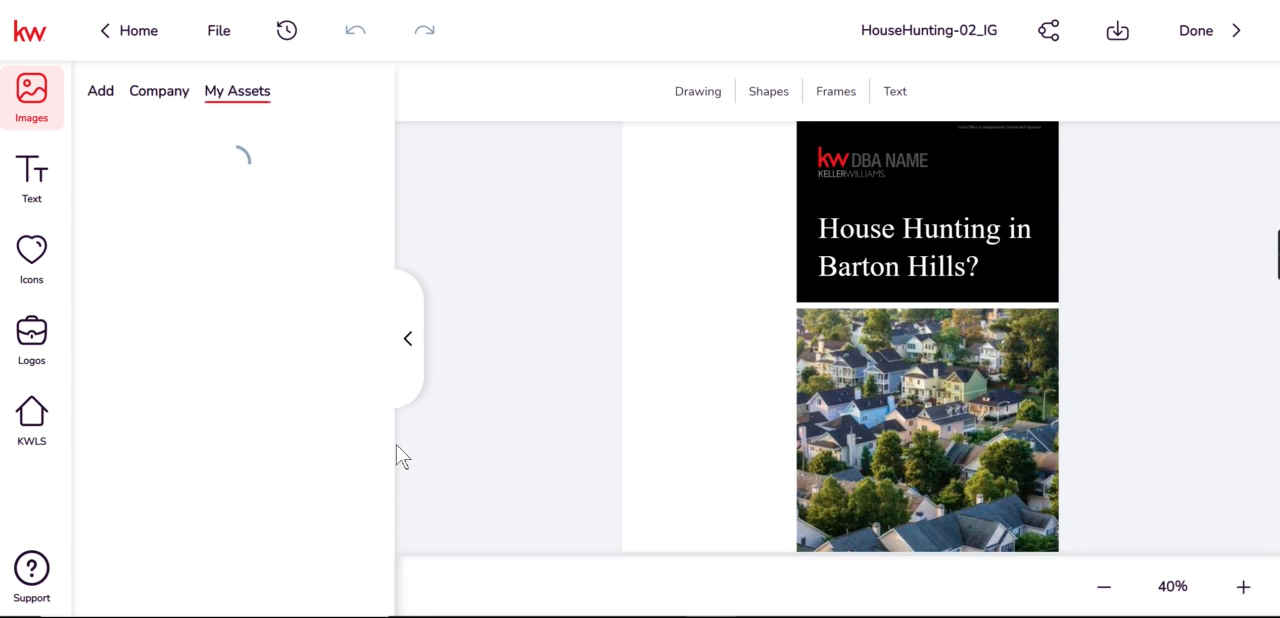 kw
Home
File
HouseHunting-02_IG
Done
Images
Text
Icons
Logos
KWLS
Support
Add Company My Assets
Drawing Shapes Frames Text
kw DBA NAME
KELLERWILLIAMS.
House Hunting in
Barton Hills?
40%